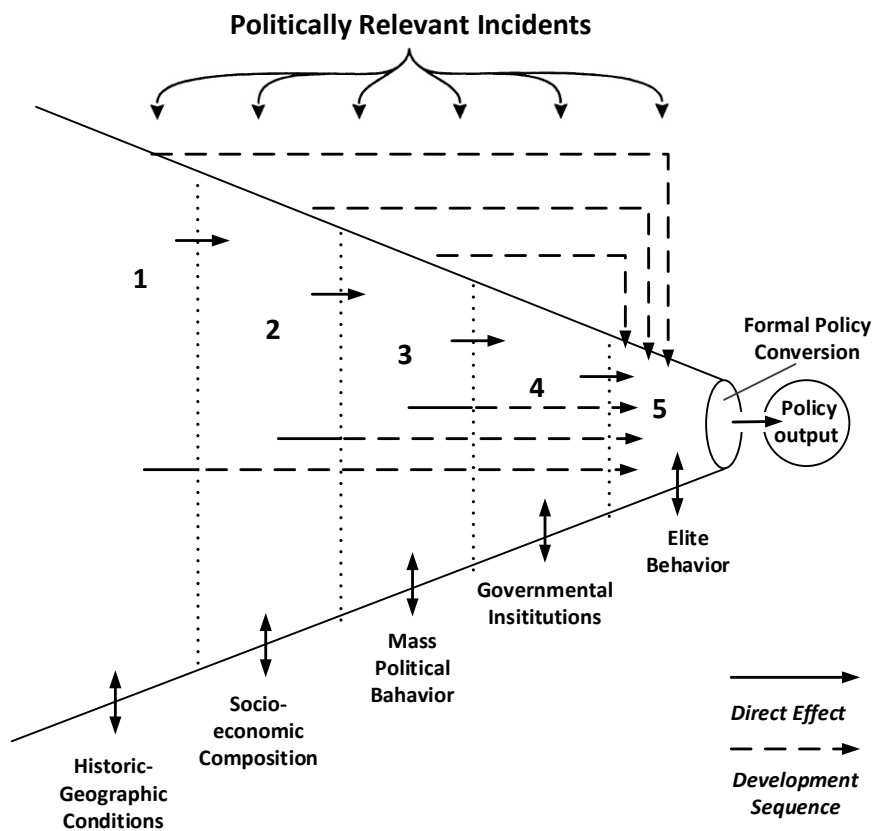 Politically Relevant Incidents
1
2
3
4
5
Formal Policy
Conversion
Policy
output
Elite
Behavior
Governmental
Insititutions
Mass
Political
Bahavior
Socio-
economic
Composition
Historic-
Geographic
Conditions
Direct Effect
Development
Sequence